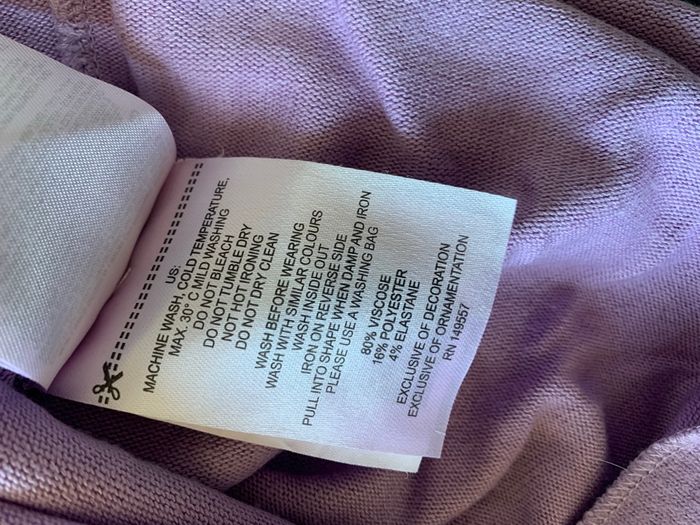 US:
MACHINE WASH, COLD TEMPERATURE,
MAX. 30° C MILD WASHING
DO NOT BLEACH
DO NOT TUMBLE DRY
NOT HOT IRONING
DO NOT DRY CLEAN
WASH BEFORE WEARING
WASH WITH SIMILAR COLOURS
WASH INSIDE OUT
IRON ON REVERSE SIDE
PULL INTO SHAPE WHEN DAMP AND IRON
PLEASE USE A WASHING BAG
80% VISCOSE
16% POLYESTER
4% ELASTANE
EXCLUSIVE OF DECORATION
EXCLUSIVE OF ORNAMENTATION
RN 149557